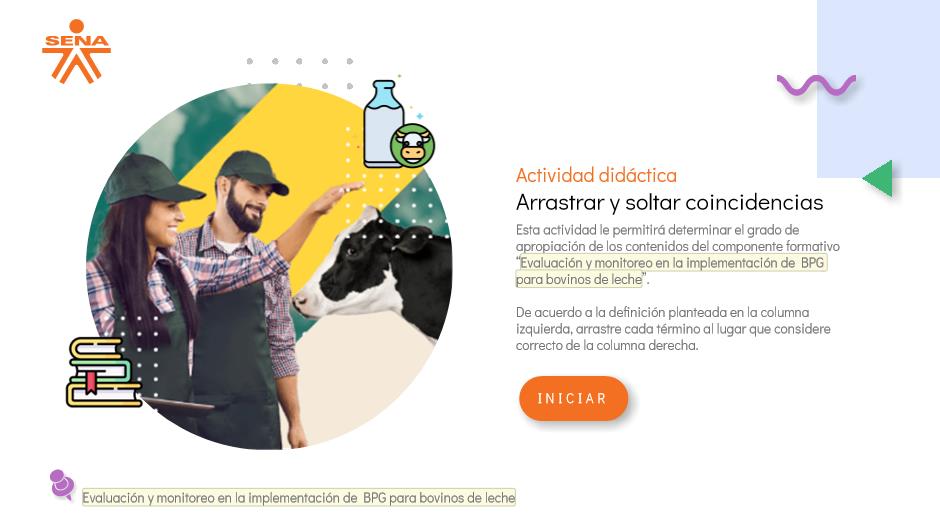 SENA
Actividad didáctica
Arrastrar y soltar coincidencias
Esta actividad le permitirá determinar el grado de
apropiación de los contenidos del componente formativo
“Evaluación y monitoreo en la implementación de BPG
para bovinos de leche”.
De acuerdo a la definición planteada en la columna
izquierda, arrastre cada término al lugar que considere
correcto de la columna derecha.
INICIAR
Evaluación y monitoreo en la implementación de BPG para bovinos de leche